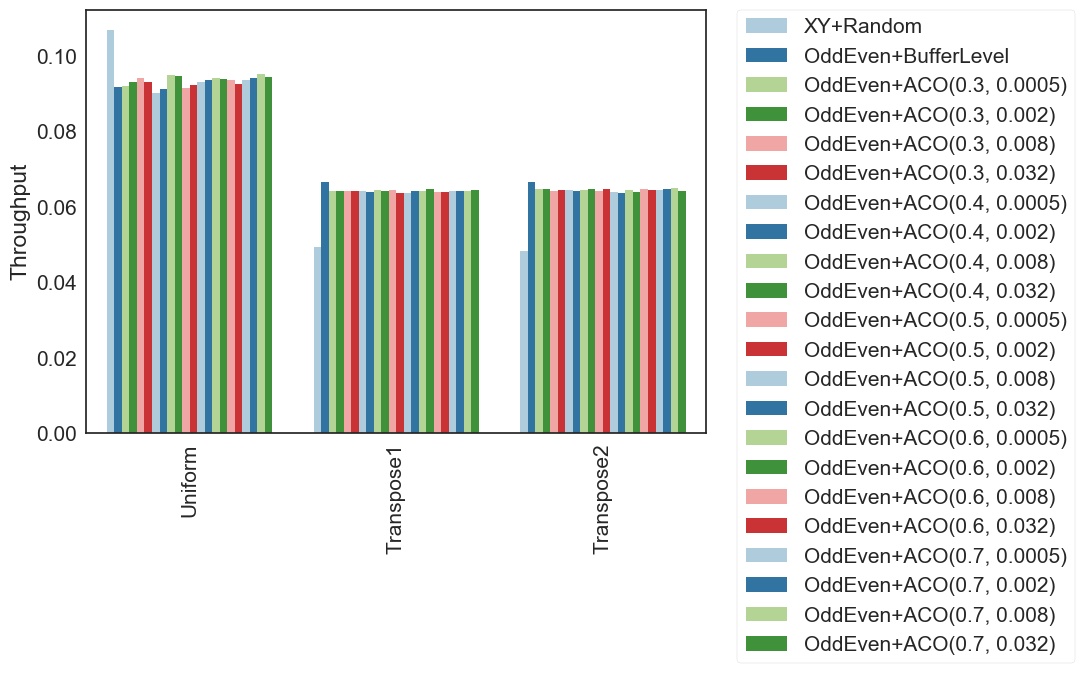 Throughput
0.10
0.08
0.06
0.04
0.02
0.00
Uniform
Transpose1
Transpose2
XY+Random
OddEven+BufferLevel
OddEven+ACO(0.3, 0.0005)
OddEven+ACO(0.3, 0.002)
OddEven+ACO(0.3, 0.008)
OddEven+ACO(0.3, 0.032)
OddEven+ACO(0.4, 0.0005)
OddEven+ACO(0.4, 0.002)
OddEven+ACO(0.4, 0.008)
OddEven+ACO(0.4, 0.032)
OddEven+ACO(0.5, 0.0005)
OddEven+ACO(0.5, 0.002)
OddEven+ACO(0.5, 0.008)
OddEven+ACO(0.5, 0.032)
OddEven+ACO(0.6, 0.0005)
OddEven+ACO(0.6, 0.002)
OddEven+ACO(0.6, 0.008)
OddEven+ACO(0.6, 0.032)
OddEven+ACO(0.7, 0.0005)
OddEven+ACO(0.7, 0.002)
OddEven+ACO(0.7, 0.008)
OddEven+ACO(0.7, 0.032)